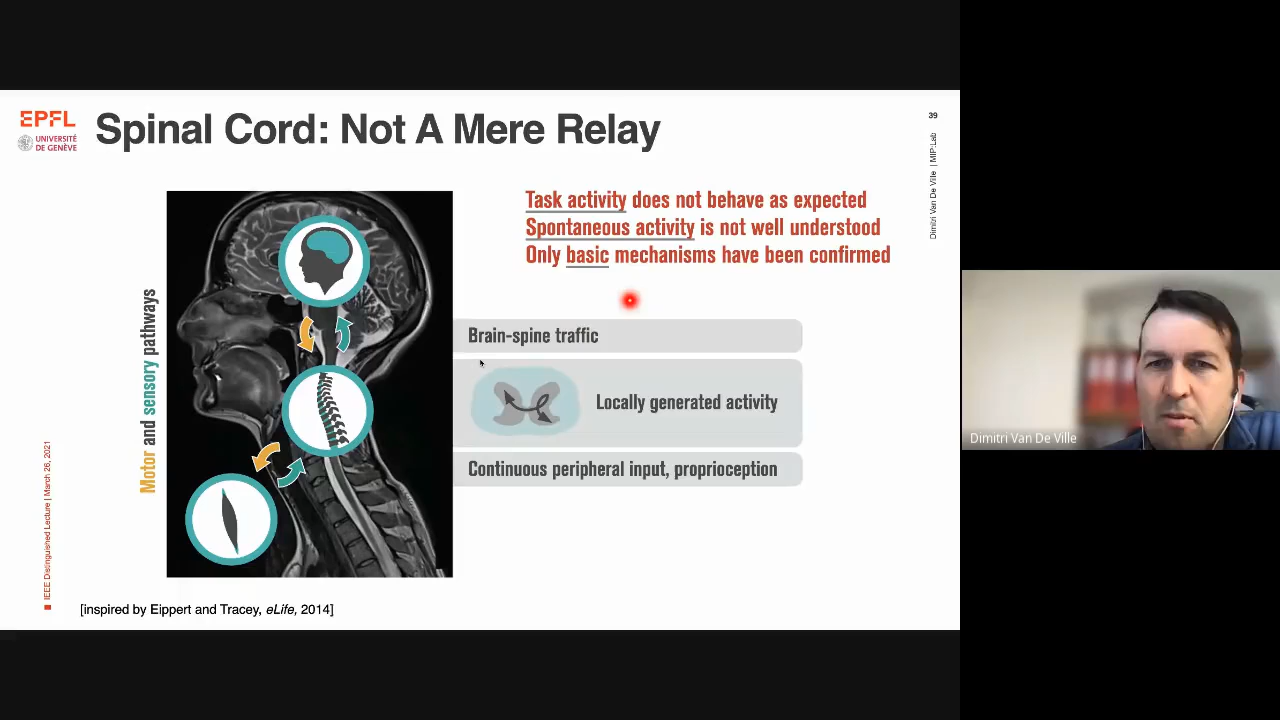 EPFL
UNIVERSITÉ
DE GENÈVE
Spinal Cord: Not A Mere Relay
39
Dimitri Van De Ville | MIP:Lab
Task activity does not behave as expected
Spontaneous activity is not well understood
Only basic mechanisms have been confirmed
Motor and sensory pathways
Brain-spine traffic
Locally generated activity
Continuous peripheral input, proprioception
IEEE Distinguished Lecture | March 26, 2021
[inspired by Eippert and Tracey, eLife, 2014]
Dimitri Van De Ville